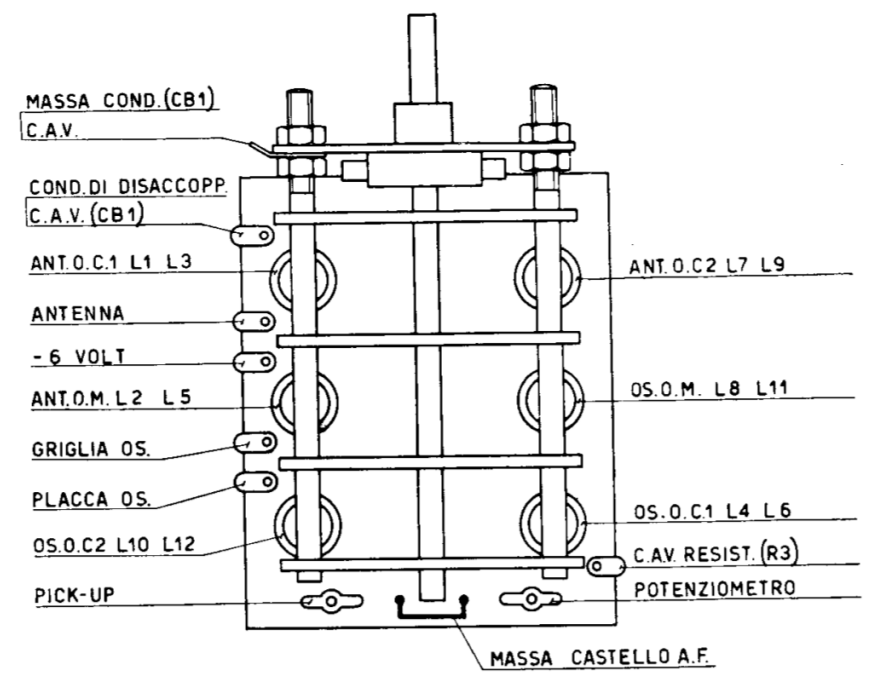 MASSA COND.(CB1)
C.A.V.
COND.DI DISACCOPP.
C.A.V.(CB1)
ANT.O.C.1 L1 L3
ANTENNA
-6 VOLT
ANT.O.M. L2 L5
GRIGLIA OS.
PLACCA OS.
OS.O.C2 L10 L12
PICK-UP
ANT.O.C2 L7 L9
OS.O.M. L8 L11
OS.O.C.1 L4 L6
C.AV. RESIST.(R3)
POTENZIOMETRO
MASSA CASTELLO A.F.